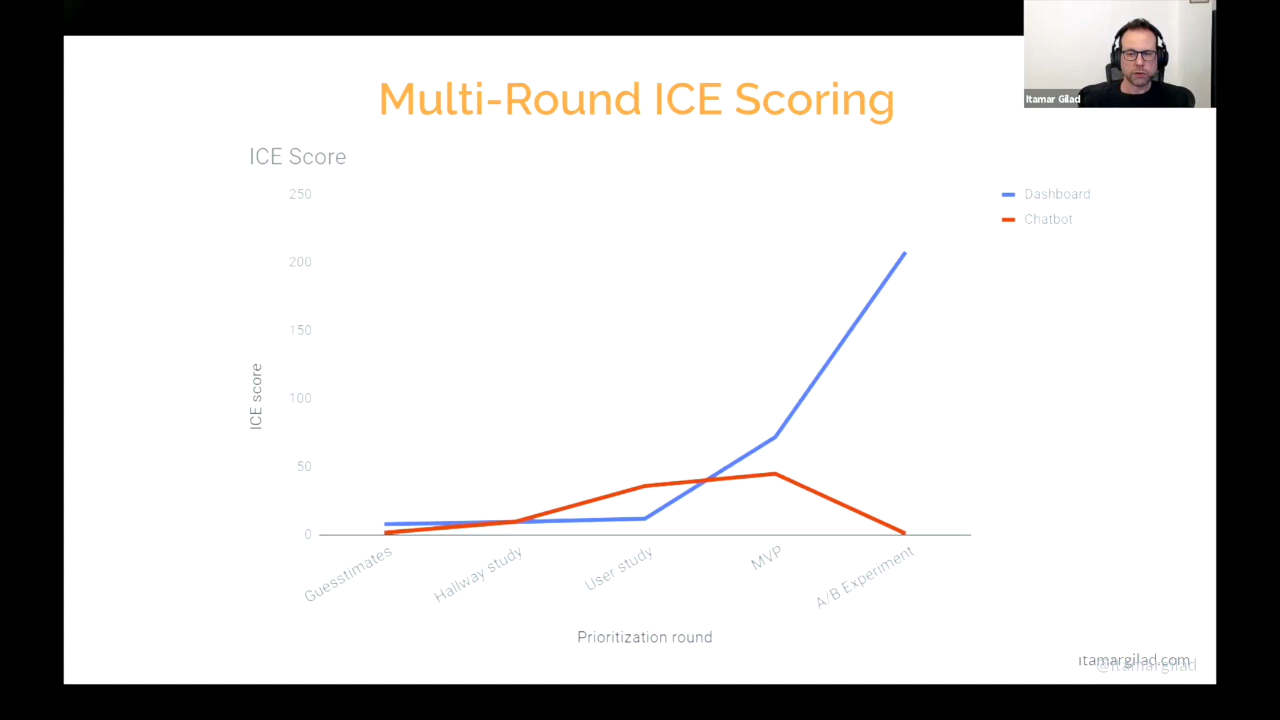 Multi-Round ICE Scoring
Itamar Gilad
ICE Score
250
200
150
100
50
0
ICE score
Dashboard
Chatbot
Guesstimates
Hallway study
User study
MVP
A/B Experiment
Prioritization round
itamargilad.com
@itamargilad